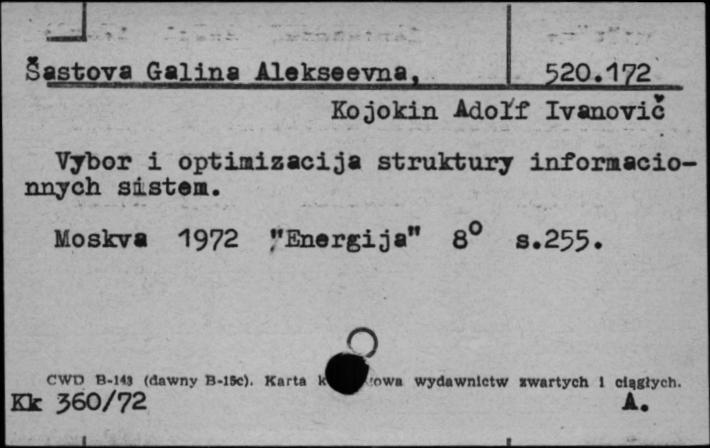 Šastova Galina Alekseevna, 520.172
Kojokin Adolf Ivanovič
Vybor i optimizacija struktury informacio-
nnych sistem.
Moskva 1972 "Energija" 8° s.255.
CWD B-143 (dawny B-15c). Karta wydawnictw zwartych i ciągłych.
Kk 360/72 A.